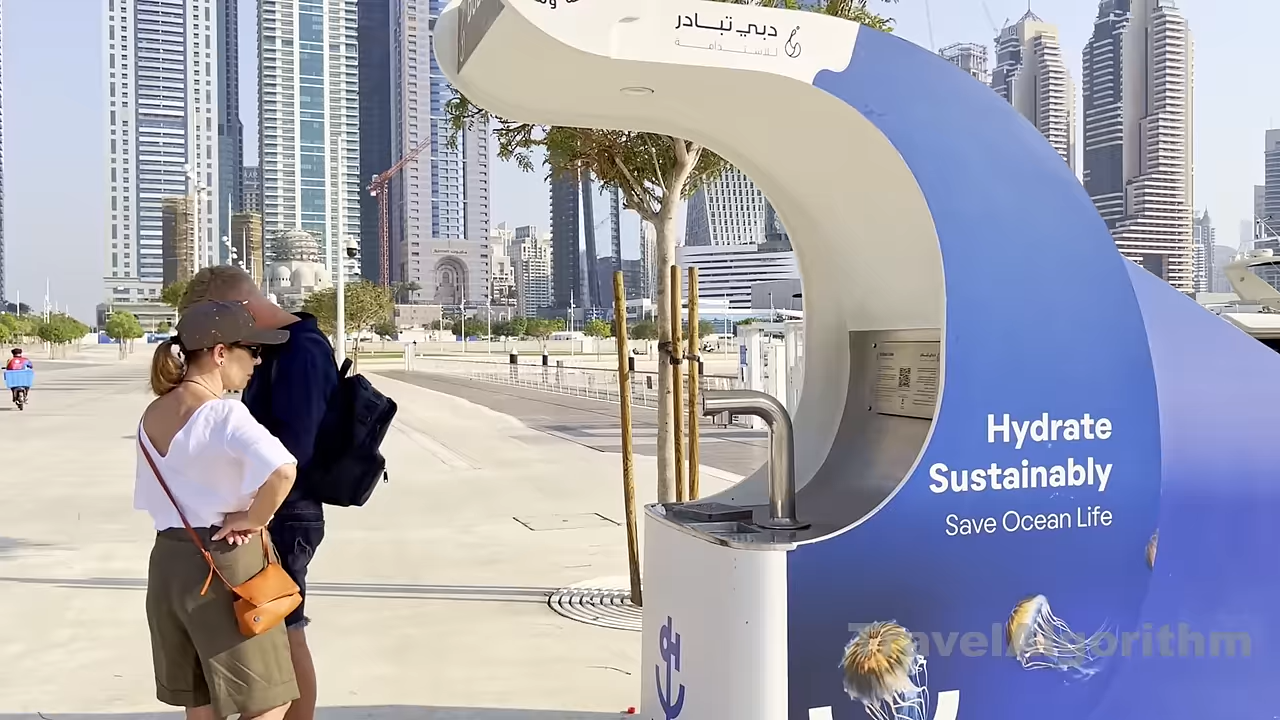 دبي تبادر
للاستدامة
Hydrate
Sustainably
Save Ocean Life
TravelAlgorithm